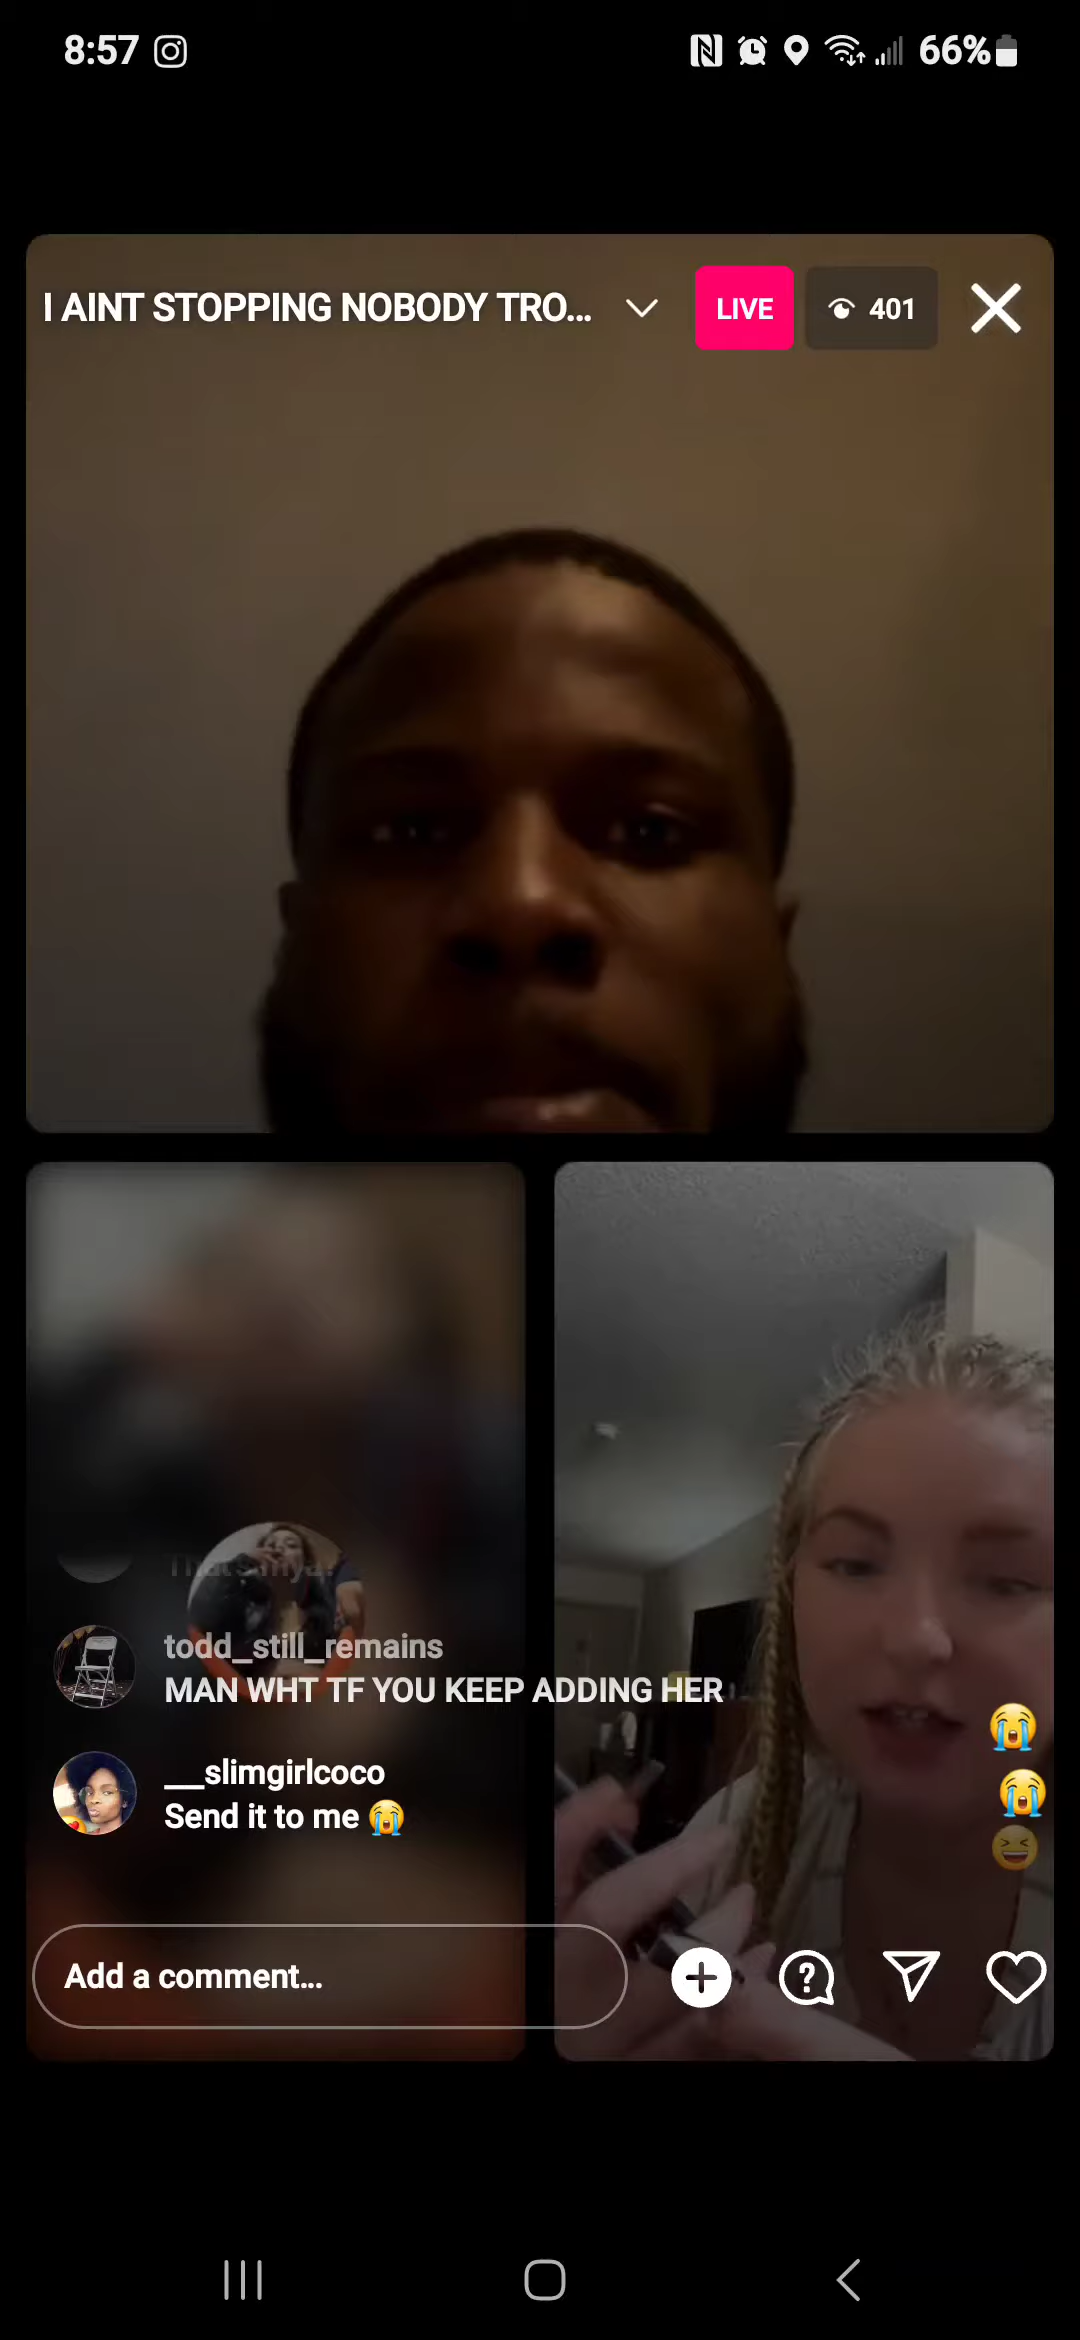 8:57
66%
I AINT STOPPING NOBODY TRO...
LIVE
401
todd_still_remains
MAN WHT TF YOU KEEP ADDING HER
___slimgirlcoco
Send it to me 😭
Add a comment...